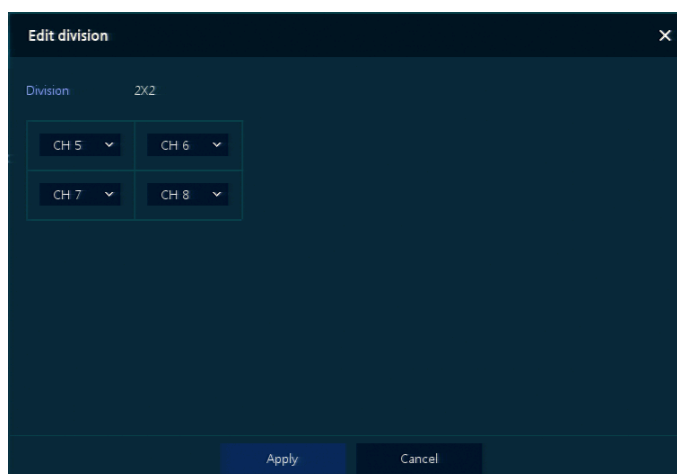 Edit division
Division 2X2
CH 5 CH 6
CH 7 CH 8
Apply Cancel